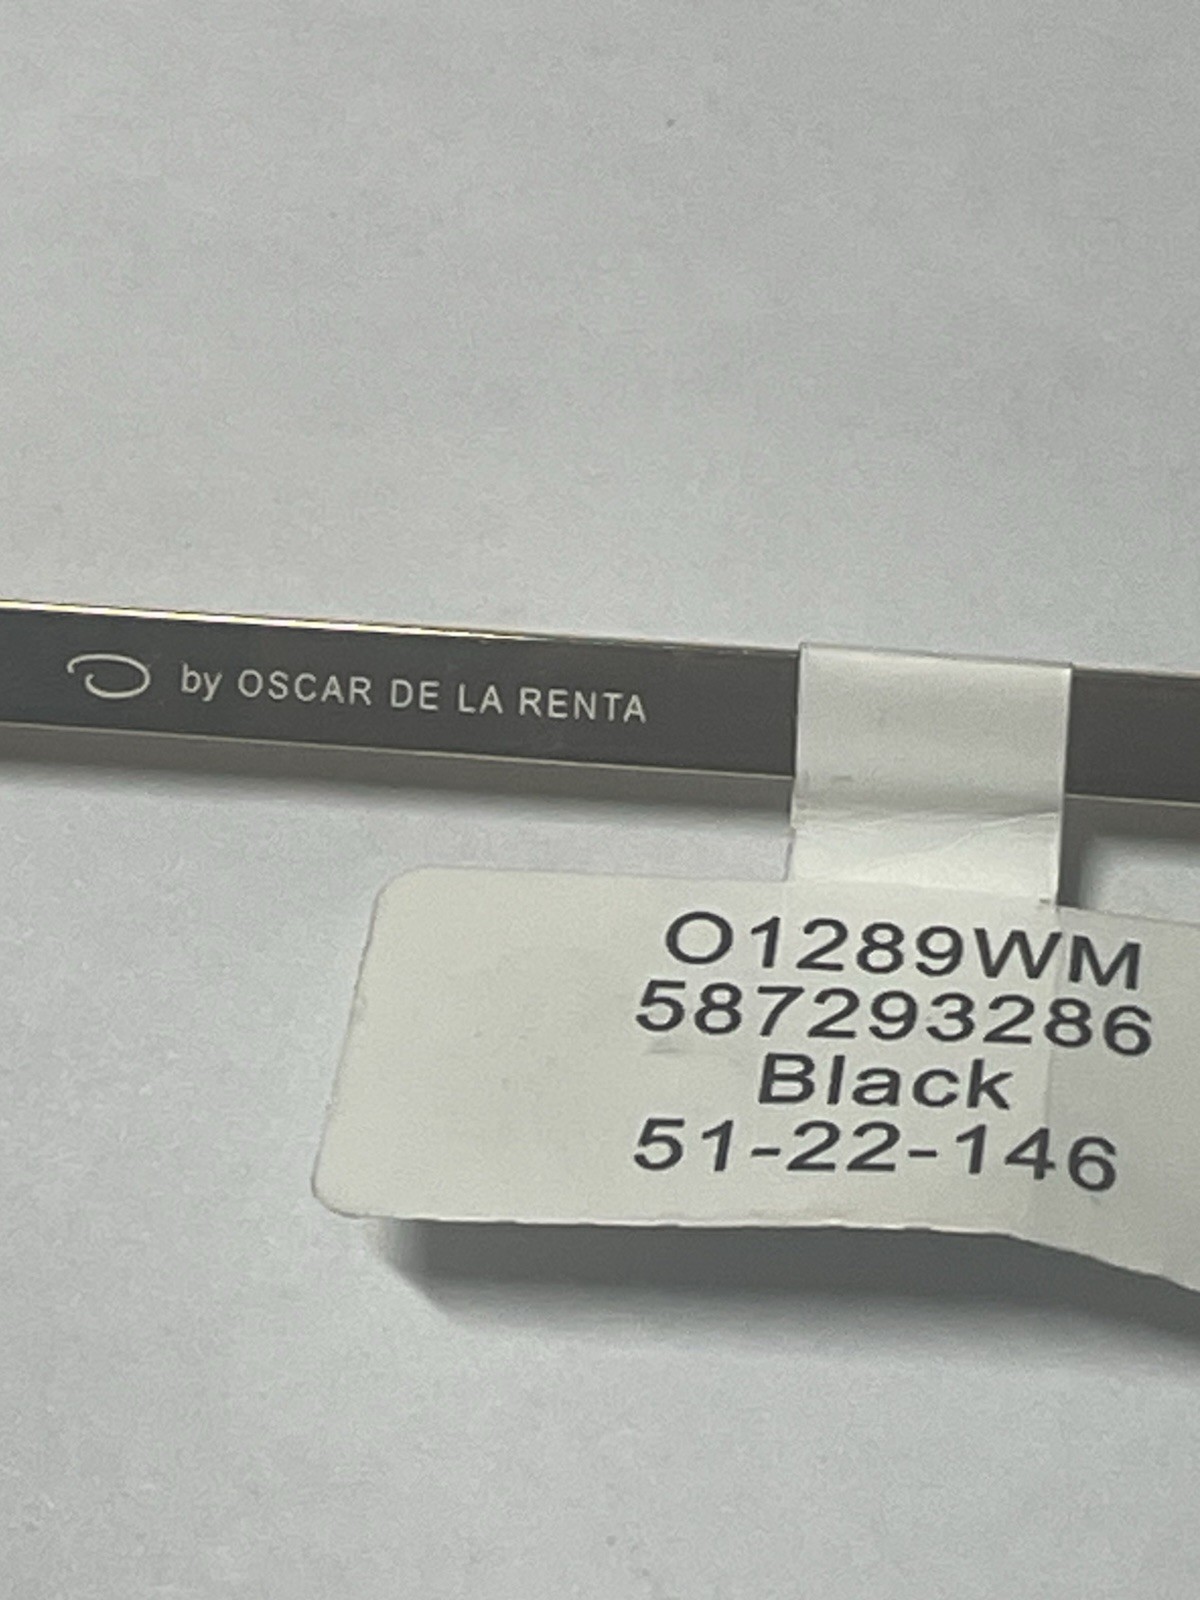 by OSCAR DE LA RENTA
O1289WM
587293286
Black
51-22-146